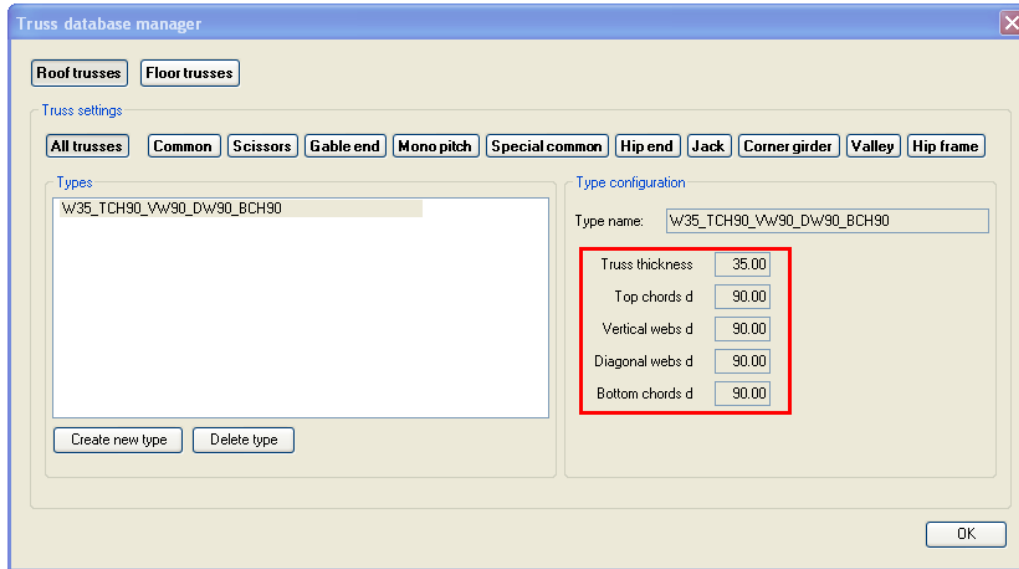 Truss database manager
Roof trusses Floor trusses
Truss settings
All trusses Common Scissors Gable end Mono pitch Special common Hip end Jack Corner girder Valley Hip frame
Types
W35_TCH90_VW90_DW90_BCH90
Create new type Delete type
Type configuration
Type name: W35_TCH90_VW90_DW90_BCH90
Truss thickness 35.00
Top chords d 90.00
Vertical webs d 90.00
Diagonal webs d 90.00
Bottom chords d 90.00
OK